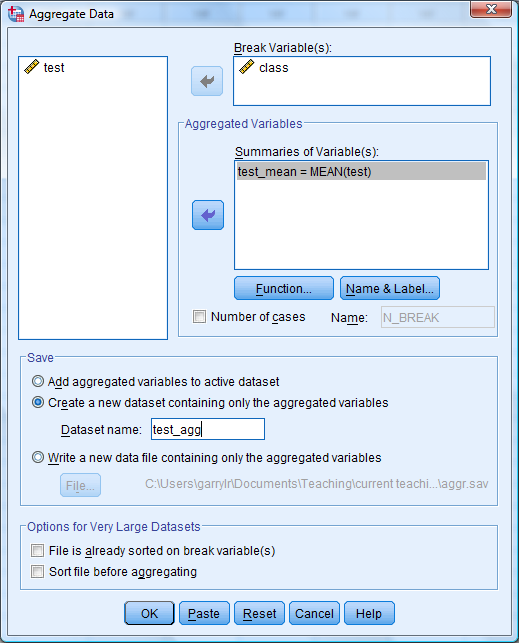 Aggregate Data
Break Variable(s):
test
class
Aggregated Variables
Summaries of Variable(s):
test_mean = MEAN(test)
Function...
Name & Label...
Number of cases
Name:
N_BREAK
Save
Add aggregated variables to active dataset
Create a new dataset containing only the aggregated variables
Dataset name:
test_agg
Write a new data file containing only the aggregated variables
File...
C:\Users\garrylr\Documents\Teaching\current teachi...\aggr.sav
Options for Very Large Datasets
File is already sorted on break variable(s)
Sort file before aggregating
OK
Paste
Reset
Cancel
Help